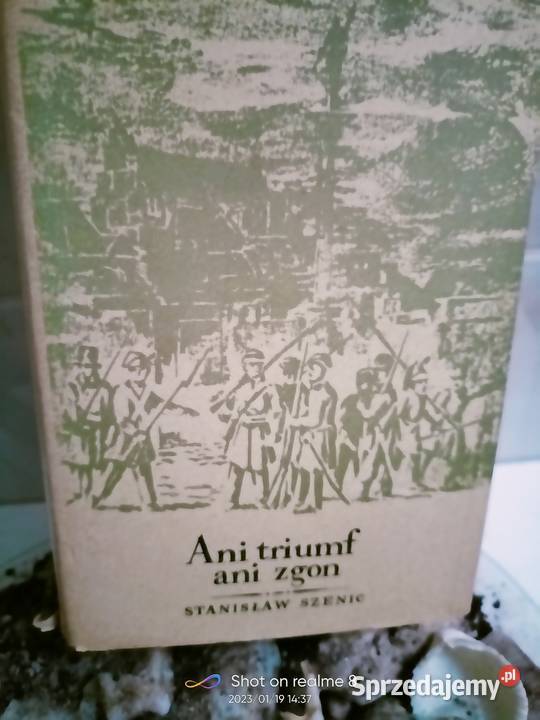 Ani triumf
ani zgon
STANISŁAW SZENIC
Shot on realme 8
2023/01/19 14:37
Sprzedajemy.pl